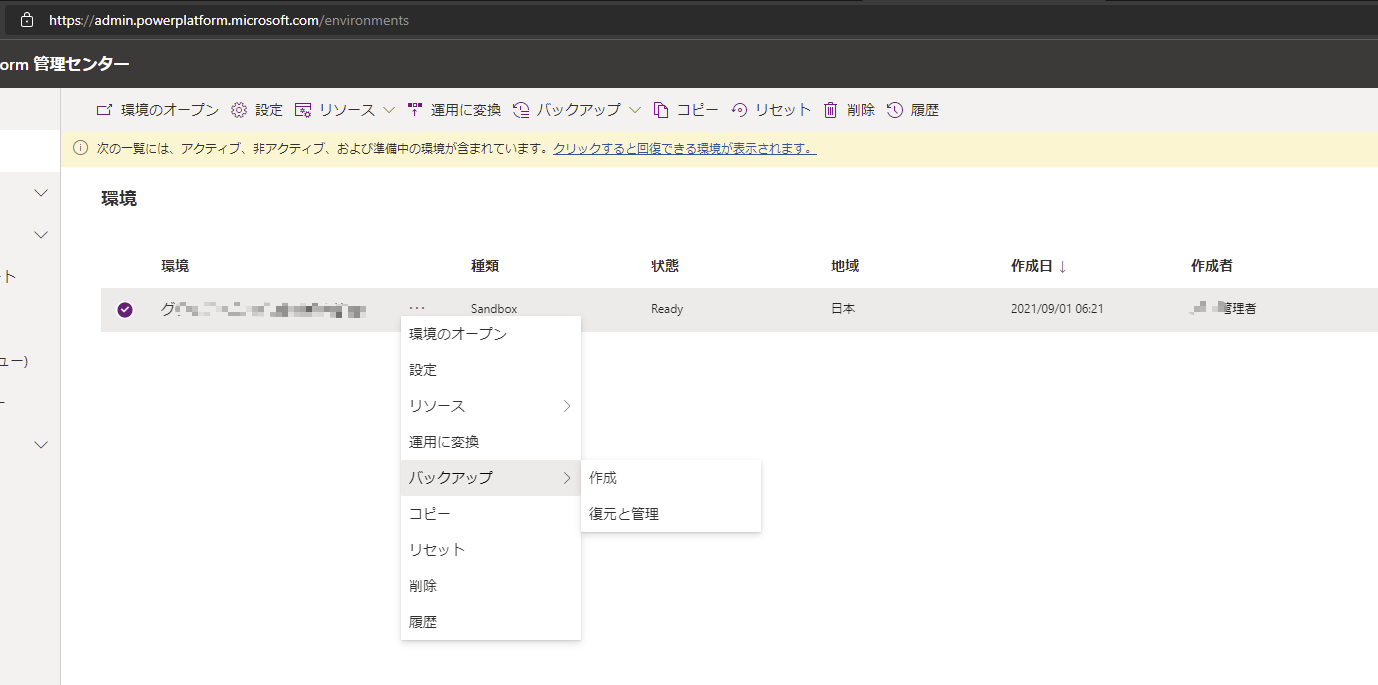 https://admin.powerplatform.microsoft.com/environments
orm 管理センター
環境のオープン 設定 リソース 運用に変換 バックアップ コピー リセット 削除 履歴
次の一覧には、アクティブ、非アクティブ、および準備中の環境が含まれています。 クリックすると回復できる環境が表示されます。
環境
環境 種類 状態 地域 作成日 ↓ 作成者
グ ... Sandbox Ready 日本 2021/09/01 06:21 管理者
環境のオープン
設定
リソース
運用に変換
バックアップ
作成
復元と管理
コピー
リセット
削除
履歴
ト
ュー)
ー